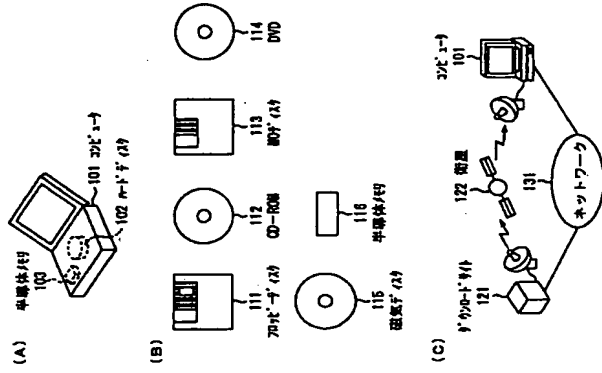 (A)
半導体メモリ
103
101 コンピュータ
102 ハードディスク
(B)
111
フロッピーディスク
112
CD-ROM
113
MOディスク
114
DVD
115
磁気ディスク
116
半導体メモリ
(C)
ダウンロードサイト
121
122 衛星
コンピュータ
101
131
ネットワーク